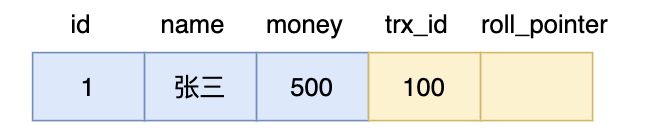 id name money trx_id roll_pointer
1 张三 500 100